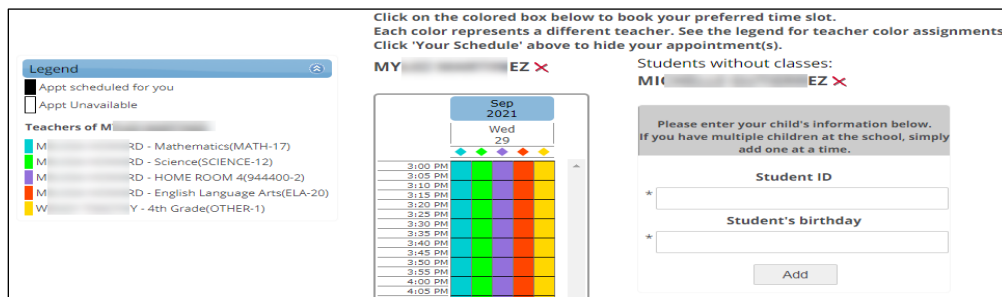 Click on the colored box below to book your preferred time slot.
Each color represents a different teacher. See the legend for teacher color assignments
Click 'Your Schedule' above to hide your appointment(s).
Legend
Appt scheduled for you
Appt Unavailable
Teachers of M
M RD - Mathematics(MATH-17)
M RD - Science(SCIENCE-12)
M RD - HOME ROOM 4(944400-2)
M RD - English Language Arts(ELA-20)
W Y - 4th Grade(OTHER-1)
MY EZ
Sep
2021
Wed
29
3:00 PM
3:05 PM
3:10 PM
3:15 PM
3:20 PM
3:25 PM
3:30 PM
3:35 PM
3:40 PM
3:45 PM
3:50 PM
3:55 PM
4:00 PM
4:05 PM
Students without classes:
MI EZ
Please enter your child's information below.
If you have multiple children at the school, simply
add one at a time.
Student ID
*
Student's birthday
*
Add